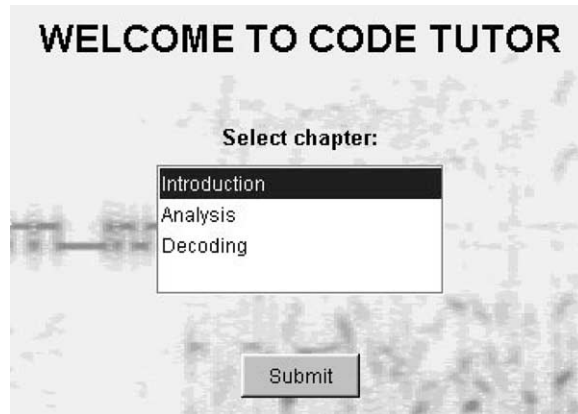 WELCOME TO CODE TUTOR
Select chapter:
Introduction
Analysis
Decoding
Submit